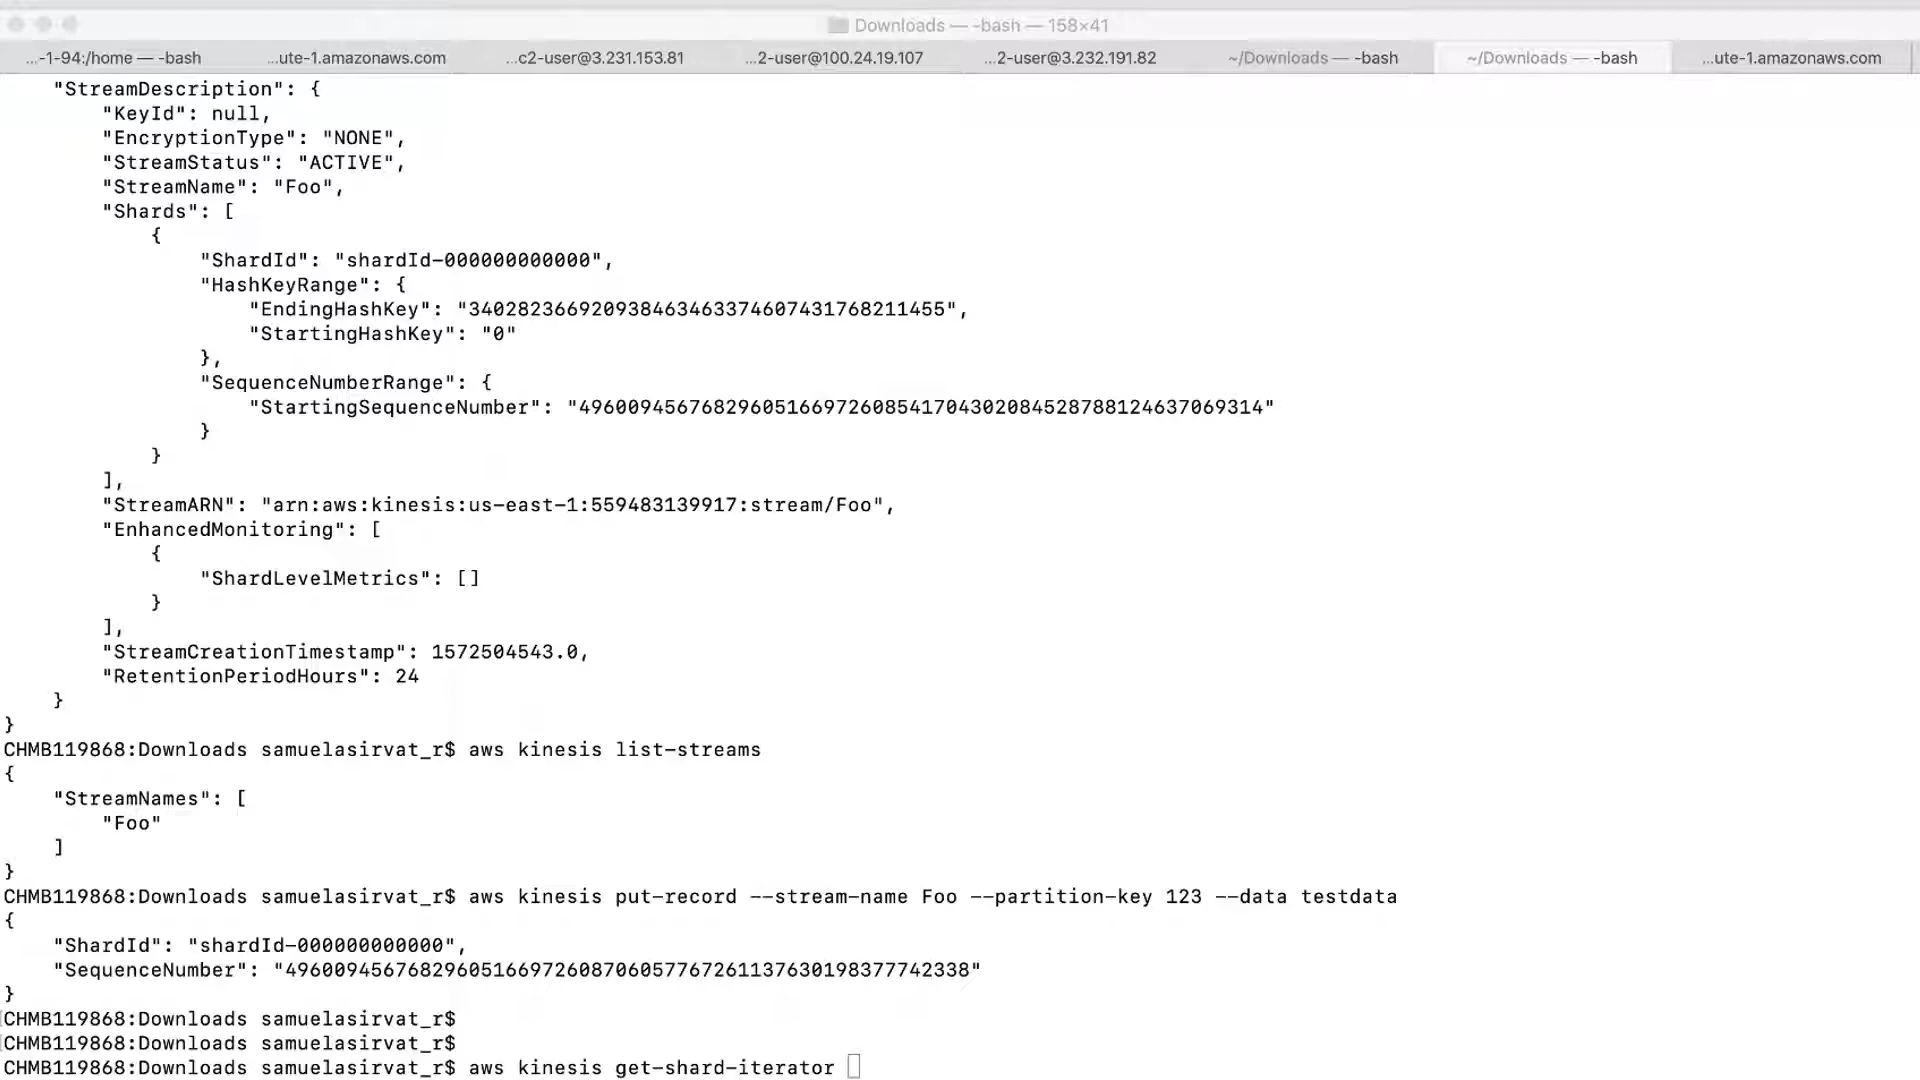 Downloads — -bash — 158×41
...-1-94:/home — -bash ...ute-1.amazonaws.com ...c2-user@3.231.153.81 ...2-user@100.24.19.107 ...2-user@3.232.191.82 ~/Downloads — -bash ~/Downloads — -bash ...ute-1.amazonaws.com
    "StreamDescription": {
        "KeyId": null,
        "EncryptionType": "NONE",
        "StreamStatus": "ACTIVE",
        "StreamName": "Foo",
        "Shards": [
            {
                "ShardId": "shardId-000000000000",
                "HashKeyRange": {
                    "EndingHashKey": "340282366920938463463374607431768211455",
                    "StartingHashKey": "0"
                },
                "SequenceNumberRange": {
                    "StartingSequenceNumber": "49600945676829605166972608541704302084528788124637069314"
                }
            }
        ],
        "StreamARN": "arn:aws:kinesis:us-east-1:559483139917:stream/Foo",
        "EnhancedMonitoring": [
            {
                "ShardLevelMetrics": []
            }
        ],
        "StreamCreationTimestamp": 1572504543.0,
        "RetentionPeriodHours": 24
    }
}
CHMB119868:Downloads samuelasirvat_r$ aws kinesis list-streams
{
    "StreamNames": [
        "Foo"
    ]
}
CHMB119868:Downloads samuelasirvat_r$ aws kinesis put-record --stream-name Foo --partition-key 123 --data testdata
{
    "ShardId": "shardId-000000000000",
    "SequenceNumber": "49600945676829605166972608706057767261137630198377742338"
}
CHMB119868:Downloads samuelasirvat_r$
CHMB119868:Downloads samuelasirvat_r$
CHMB119868:Downloads samuelasirvat_r$ aws kinesis get-shard-iterator